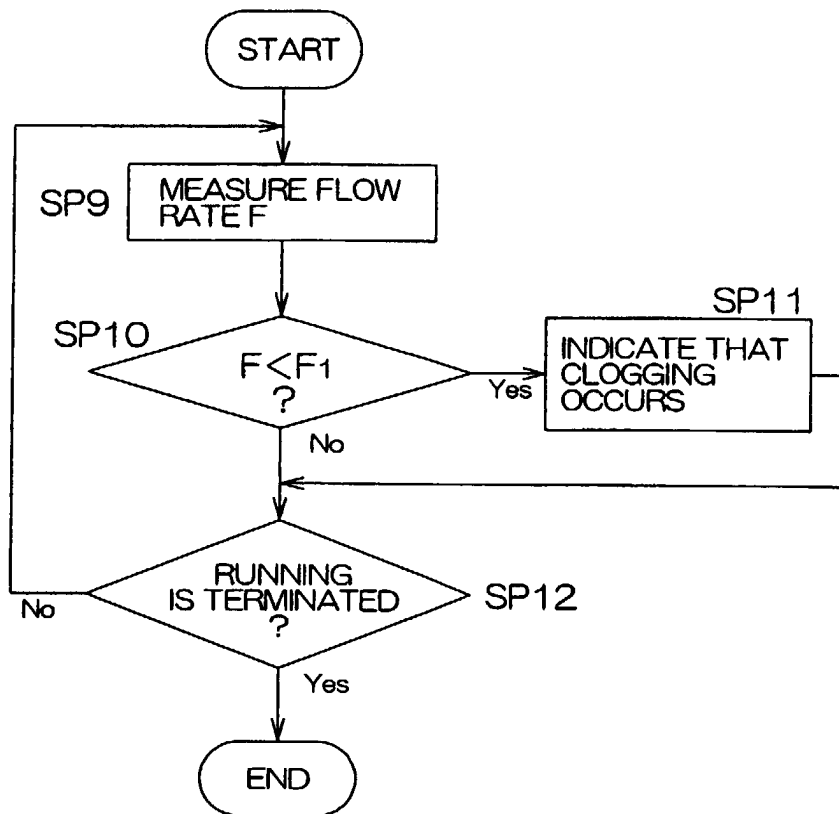 START
SP9
MEASURE FLOW
RATE F
SP10
F<F1
?
Yes
No
SP11
INDICATE THAT
CLOGGING
OCCURS
RUNNING
IS TERMINATED
?
SP12
No
Yes
END